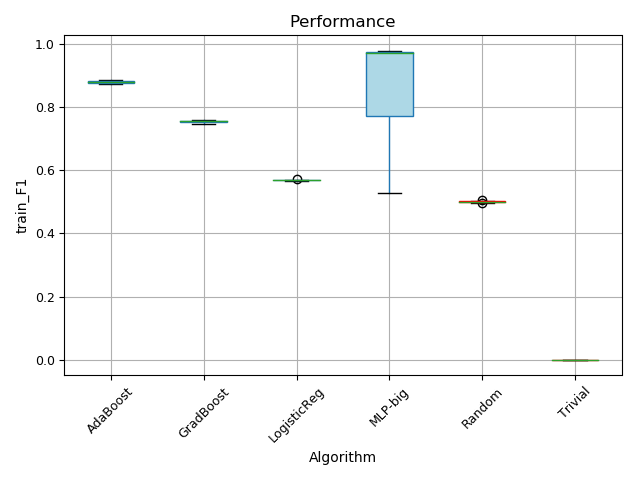 Performance
1.0
0.8
0.6
0.4
0.2
0.0
train_F1
AdaBoost
GradBoost
LogisticReg
MLP-big
Random
Trivial
Algorithm